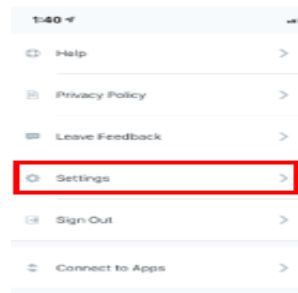 1:40
Help
Privacy Policy
Leave Feedback
Settings
Sign Out
Connect to Apps